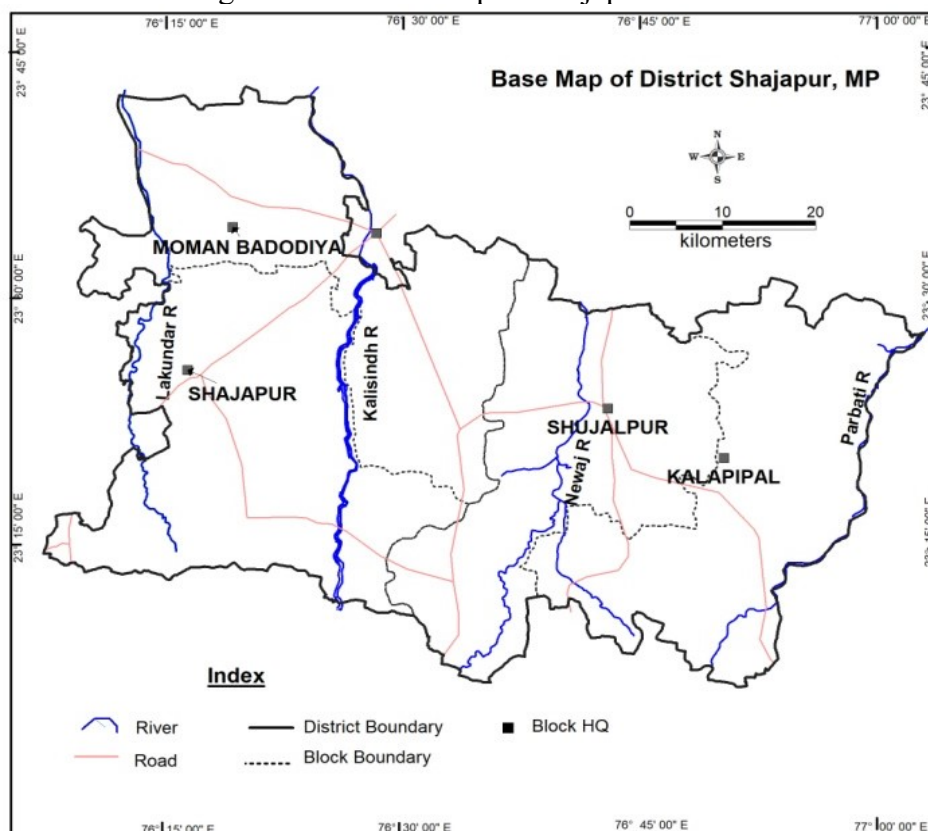 76° 15' 00" E
76° 30' 00" E
76° 45' 00" E
77° 00' 00" E
23° 45' 00" E
Base Map of District Shajapur, MP
N
W E
S
0 10 20
kilometers
MOMAN BADODIYA
23° 30' 00" E
23° 30' 00" E
Lakundar R
Kalisindh R
SHAJAPUR
Parbati R
SHUJALPUR
Newaj R
KALAPIPAL
23° 15' 00" E
Index
River
District Boundary
Block HQ
Road
Block Boundary
76° 15' 00" E
76° 30' 00" E
76° 45' 00" E
77° 00' 00" E